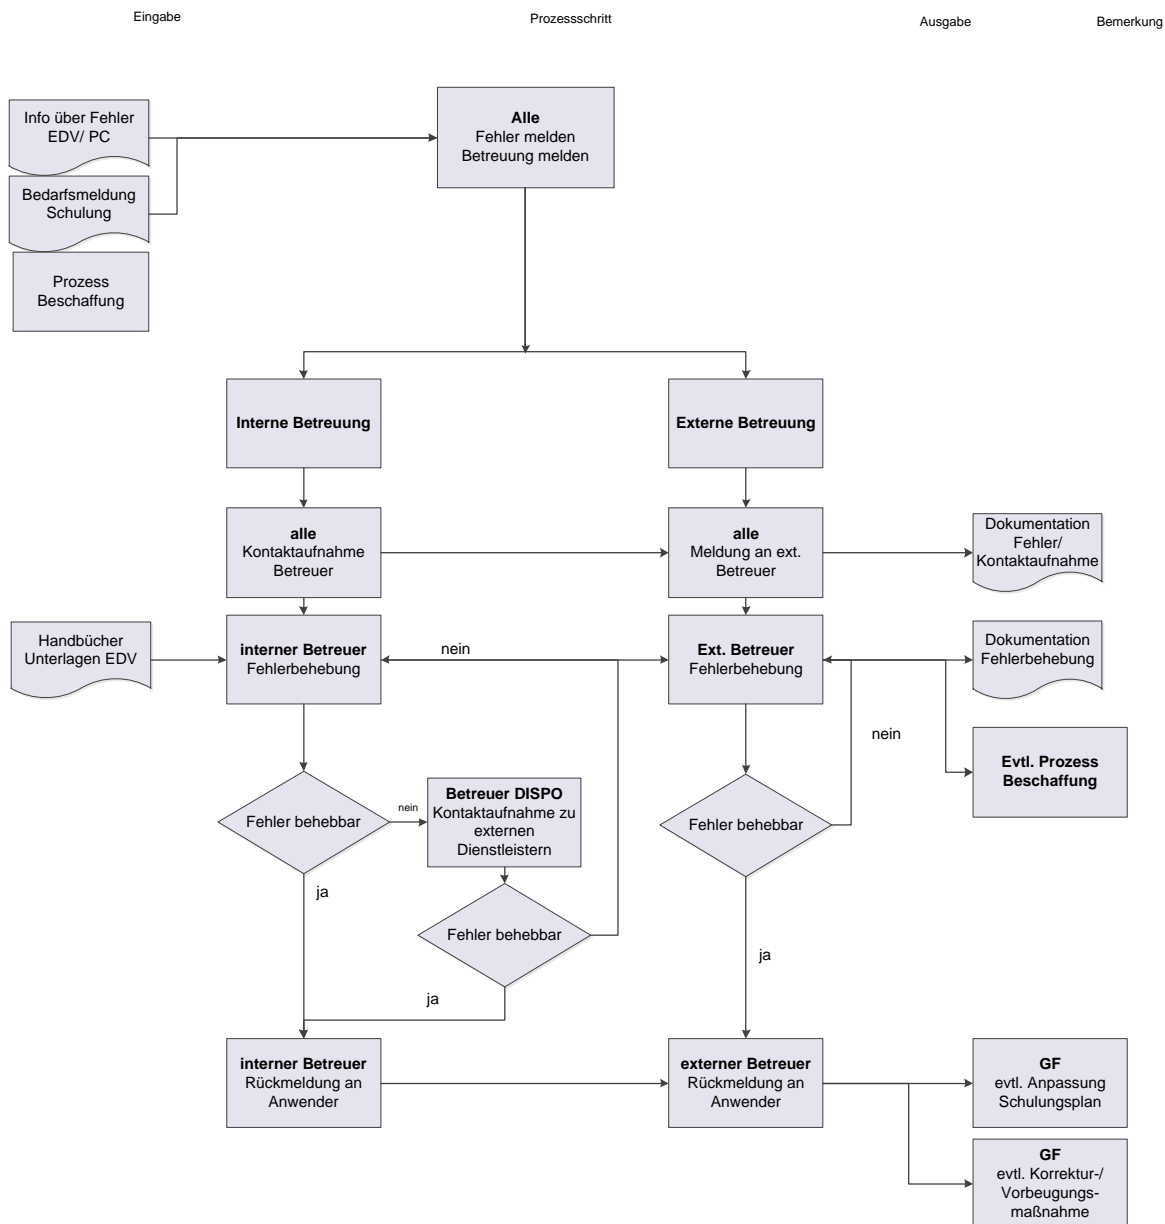 Eingabe
Prozessschritt
Ausgabe
Bemerkung
Info über Fehler
EDV/ PC
Alle
Fehler melden
Betreuung melden
Bedarfsmeldung
Schulung
Prozess
Beschaffung
Interne Betreuung
Externe Betreuung
alle
Kontaktaufnahme
Betreuer
alle
Meldung an ext.
Betreuer
Dokumentation
Fehler/
Kontaktaufnahme
Handbücher
Unterlagen EDV
interner Betreuer
Fehlerbehebung
nein
Ext. Betreuer
Fehlerbehebung
Dokumentation
Fehlerbehebung
nein
Evtl. Prozess
Beschaffung
Fehler behebbar
nein
Betreuer DISPO
Kontaktaufnahme zu
externen
Dienstleistern
Fehler behebbar
ja
Fehler behebbar
ja
ja
interner Betreuer
Rückmeldung an
Anwender
externer Betreuer
Rückmeldung an
Anwender
GF
evtl. Anpassung
Schulungsplan
GF
evtl. Korrektur-/
Vorbeugungs-
maßnahme